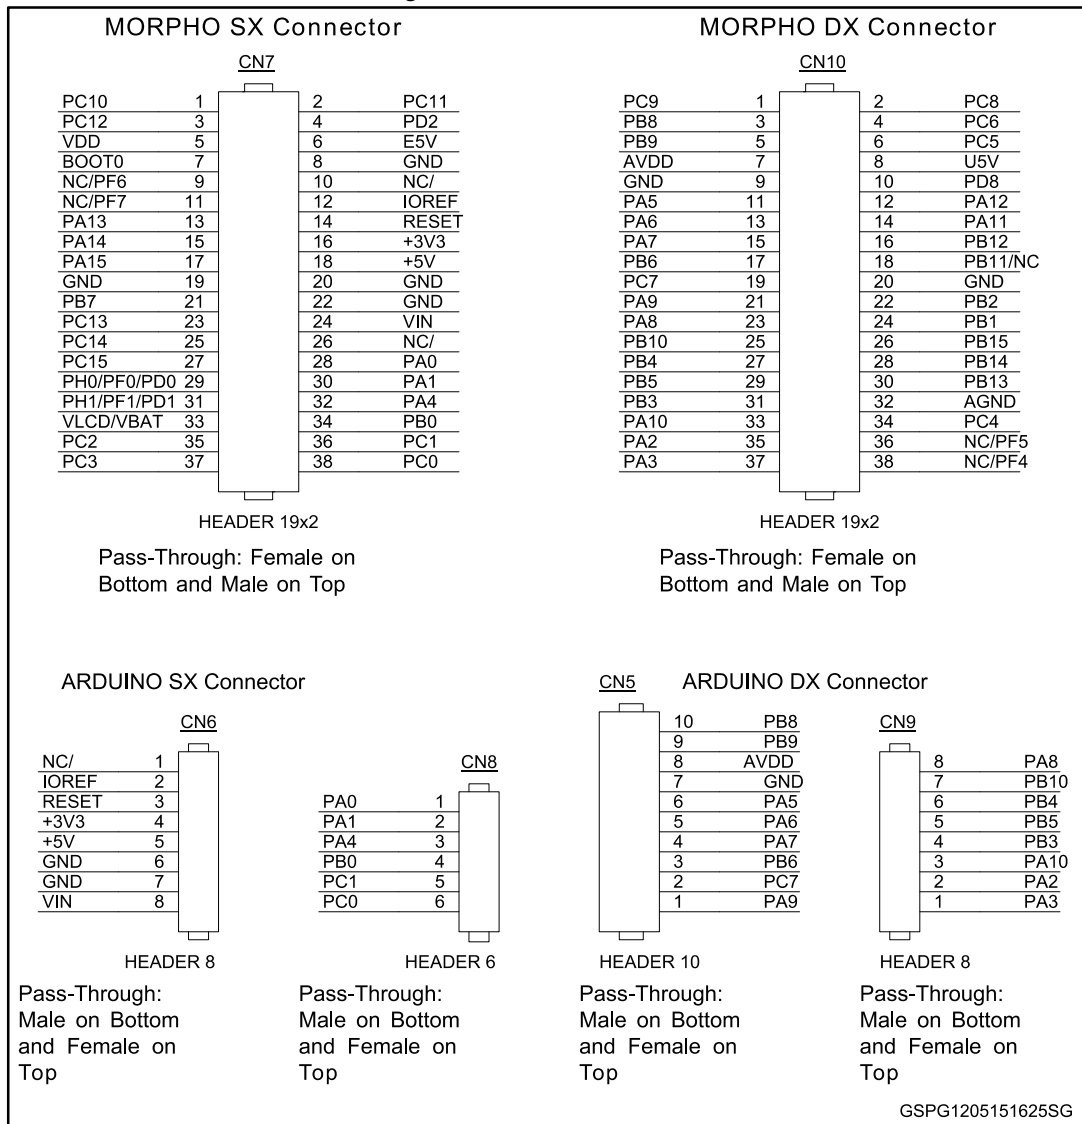 MORPHO SX Connector
CN7
PC10 1 2 PC11
PC12 3 4 PD2
VDD 5 6 E5V
BOOT0 7 8 GND
NC/PF6 9 10 NC/
NC/PF7 11 12 IOREF
PA13 13 14 RESET
PA14 15 16 +3V3
PA15 17 18 +5V
GND 19 20 GND
PB7 21 22 GND
PC13 23 24 VIN
PC14 25 26 NC/
PC15 27 28 PA0
PH0/PF0/PD0 29 30 PA1
PH1/PF1/PD1 31 32 PA4
VLCD/VBAT 33 34 PB0
PC2 35 36 PC1
PC3 37 38 PC0
HEADER 19x2
Pass-Through: Female on
Bottom and Male on Top
MORPHO DX Connector
CN10
PC9 1 2 PC8
PB8 3 4 PC6
PB9 5 6 PC5
AVDD 7 8 U5V
GND 9 10 PD8
PA5 11 12 PA12
PA6 13 14 PA11
PA7 15 16 PB12
PB6 17 18 PB11/NC
PC7 19 20 GND
PA9 21 22 PB2
PA8 23 24 PB1
PB10 25 26 PB15
PB4 27 28 PB14
PB5 29 30 PB13
PB3 31 32 AGND
PA10 33 34 PC4
PA2 35 36 NC/PF5
PA3 37 38 NC/PF4
HEADER 19x2
Pass-Through: Female on
Bottom and Male on Top
ARDUINO SX Connector
CN6
NC/ 1
IOREF 2
RESET 3
+3V3 4
+5V 5
GND 6
GND 7
VIN 8
HEADER 8
Pass-Through:
Male on Bottom
and Female on
Top
CN8
PA0 1
PA1 2
PA4 3
PB0 4
PC1 5
PC0 6
HEADER 6
Pass-Through:
Male on Bottom
and Female on
Top
ARDUINO DX Connector
CN5
10 PB8
9 PB9
8 AVDD
7 GND
6 PA5
5 PA6
4 PA7
3 PB6
2 PC7
1 PA9
HEADER 10
Pass-Through:
Male on Bottom
and Female on
Top
CN9
8 PA8
7 PB10
6 PB4
5 PB5
4 PB3
3 PA10
2 PA2
1 PA3
HEADER 8
Pass-Through:
Male on Bottom
and Female on
Top
GSPG1205151625SG